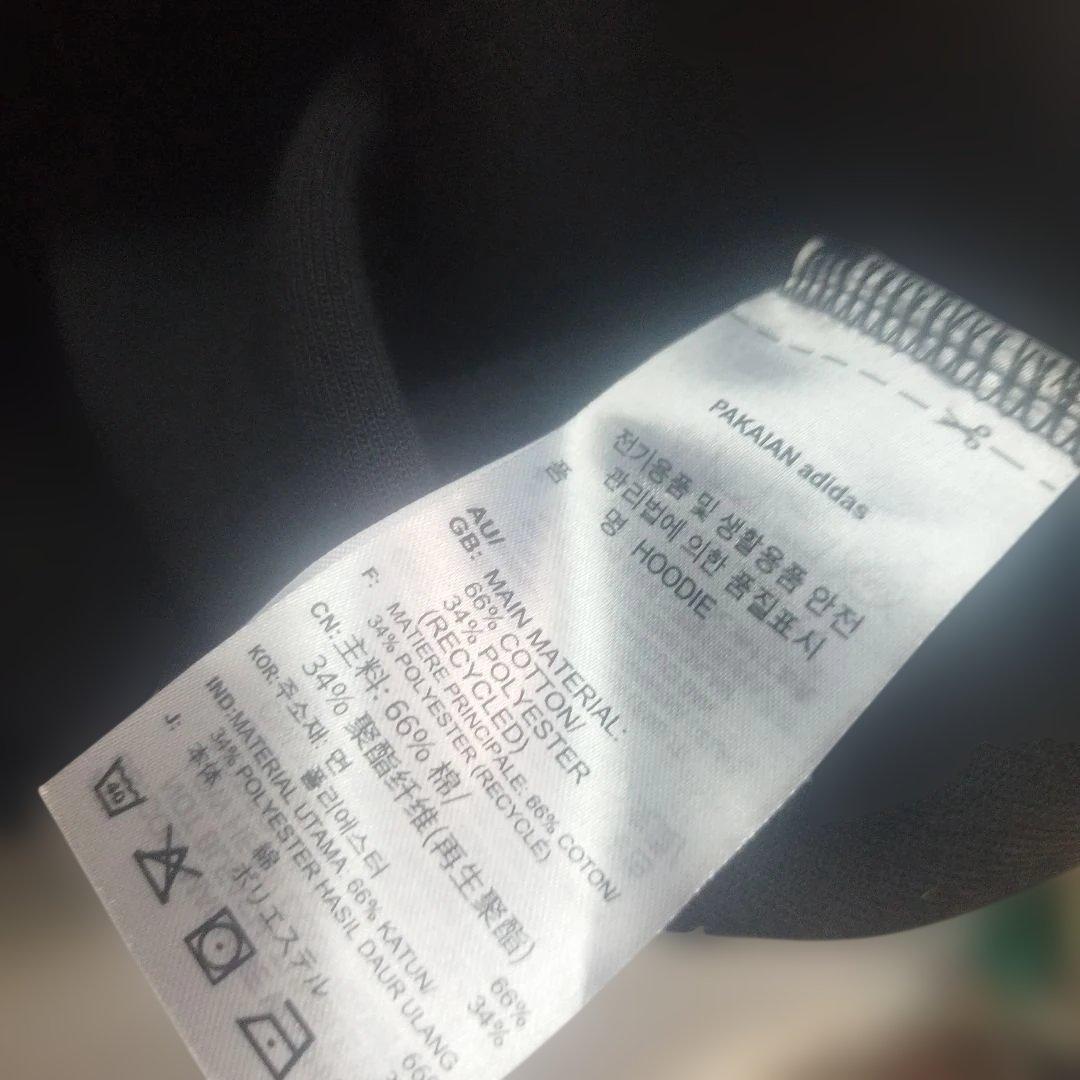 PAKAIAN adidas
전기용품 및 생활용품 안전
관리법에 의한 품질표시
품
명 HOODIE
AU/
GB: MAIN MATERIAL:
66% COTTON/
34% POLYESTER
(RECYCLED)
F: MATIERE PRINCIPALE: 66% COTON/
34% POLYESTER (RECYCLÉ)
CN: 主料: 66% 棉/
34% 聚酯纤维(再生聚酯)
KOR: 주소재: 면 66%
폴리에스터 34%
IND: MATERIAL UTAMA 66% KATUN/
34% POLYESTER HASIL DAUR ULANG
J: 本体 綿 66%
ポリエステル
40